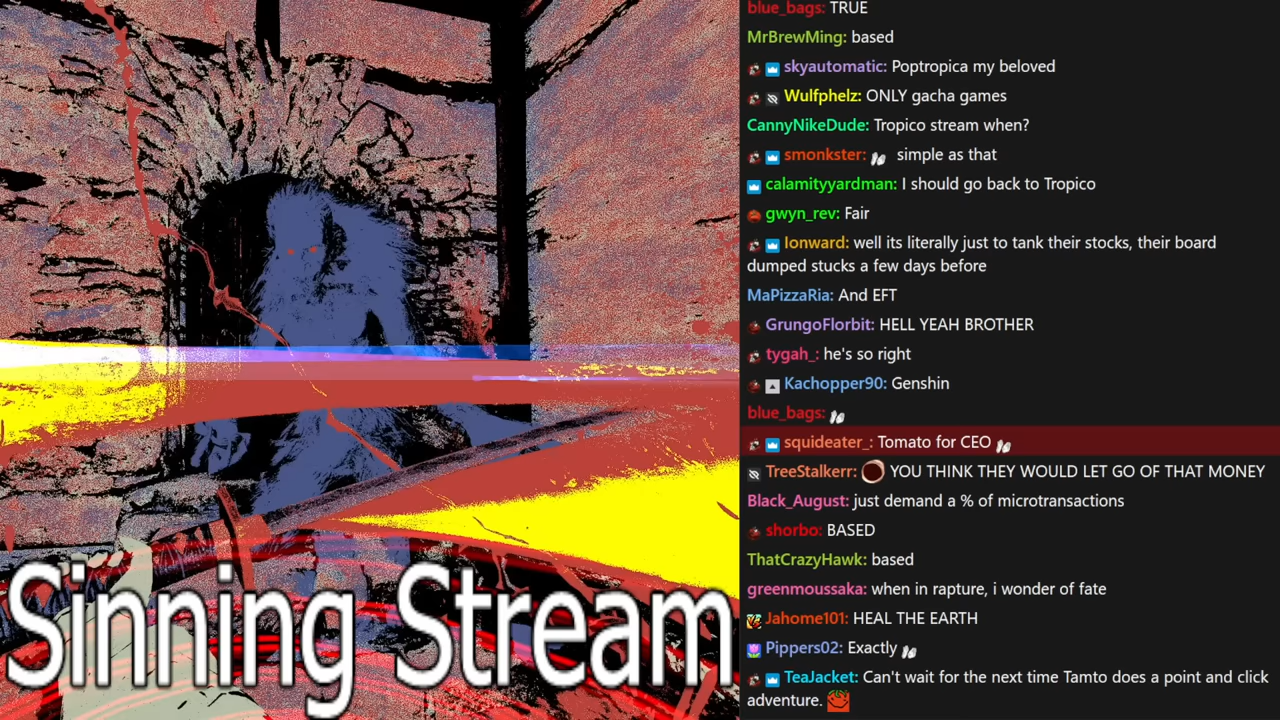 blue_bags: TRUE
MrBrewMing: based
skyautomatic: Poptropica my beloved
Wulfphelz: ONLY gacha games
CannyNikeDude: Tropico stream when?
smonkster: simple as that
calamityyardman: I should go back to Tropico
gwyn_rev: Fair
Ionward: well its literally just to tank their stocks, their board
dumped stucks a few days before
MaPizzaRia: And EFT
GrungoFlorbit: HELL YEAH BROTHER
tygah_: he's so right
Kachopper90: Genshin
blue_bags:
squideater_: Tomato for CEO
TreeStalkerr: YOU THINK THEY WOULD LET GO OF THAT MONEY
Black_August: just demand a % of microtransactions
shorbo: BASED
ThatCrazyHawk: based
greenmoussaka: when in rapture, i wonder of fate
Jahome101: HEAL THE EARTH
Pippers02: Exactly
TeaJacket: Can't wait for the next time Tamto does a point and click
adventure.
Sinning Stream